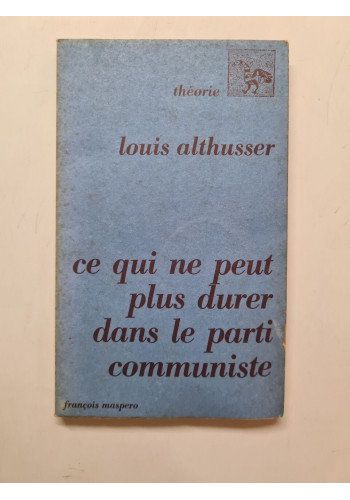 théorie
louis althusser
ce qui ne peut
plus durer
dans le parti
communiste
françois maspero